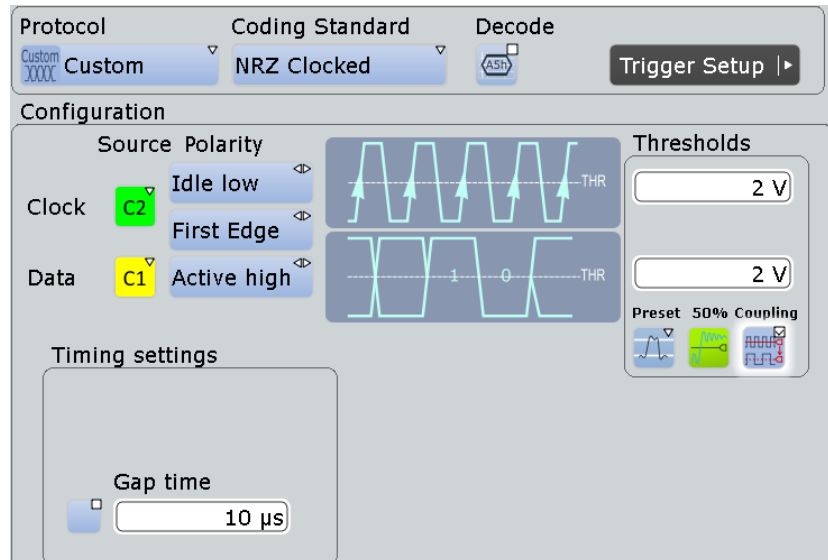 Protocol Coding Standard Decode
Custom XXXX Custom NRZ Clocked A5h Trigger Setup
Configuration
Source Polarity Thresholds
Idle low THR 2 V
Clock C2
First Edge
Data C1 Active high 1 0 THR 2 V
Preset 50% Coupling
Timing settings
Gap time
10 µs